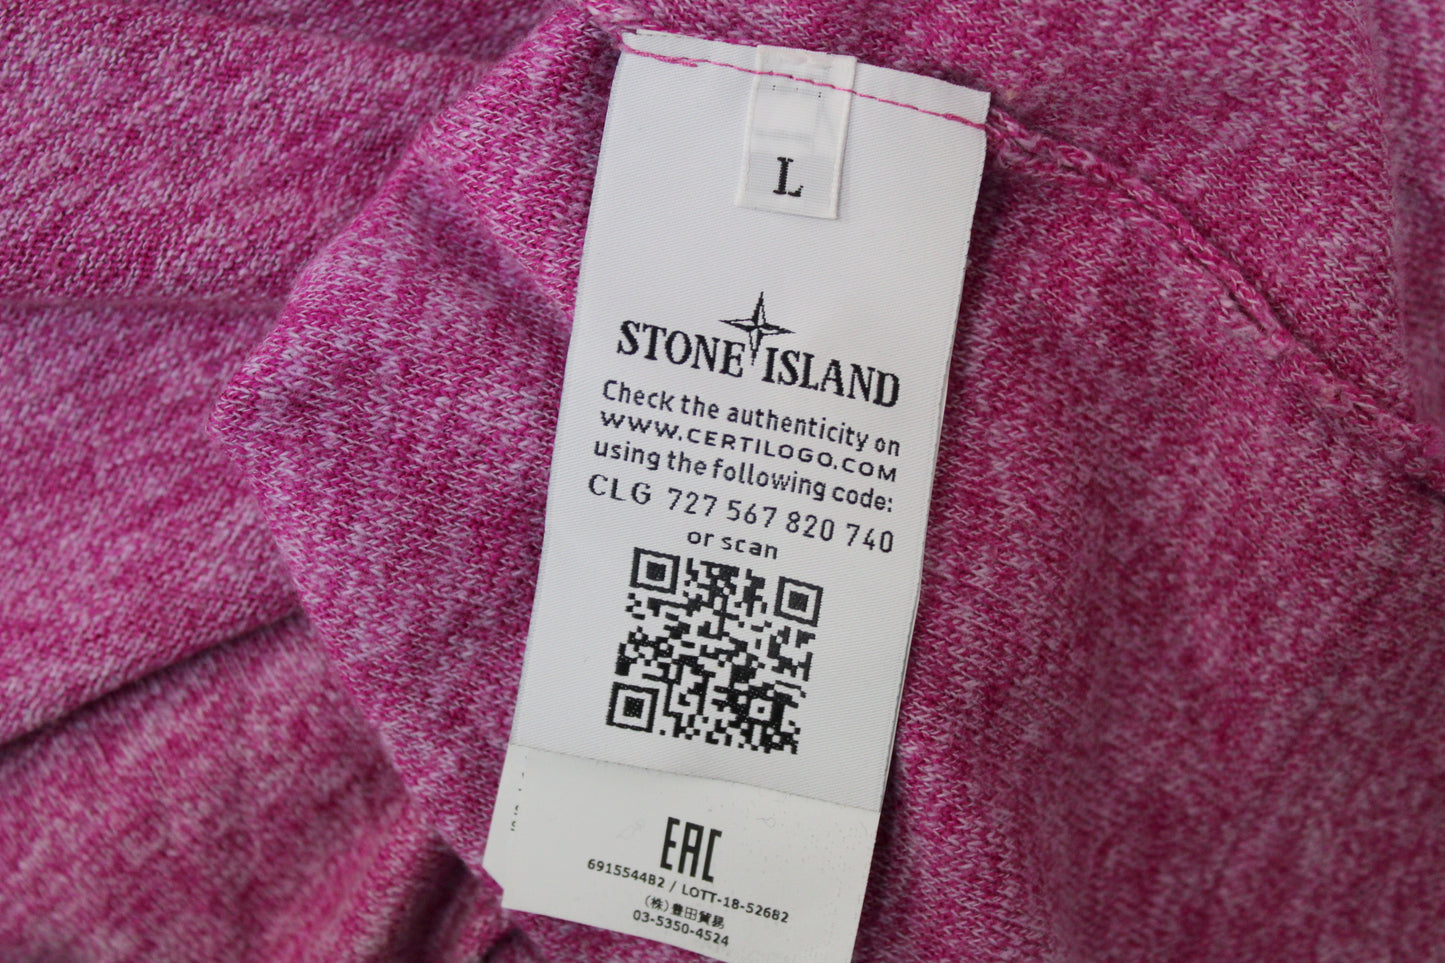 L
STONE ISLAND
Check the authenticity on
WWW.CERTILOGO.COM
using the following code:
CLG 727 567 820 740
or scan
EAC
6915544B2 / LOTT-18-52682
(株)豊田貿易
03-5350-4524